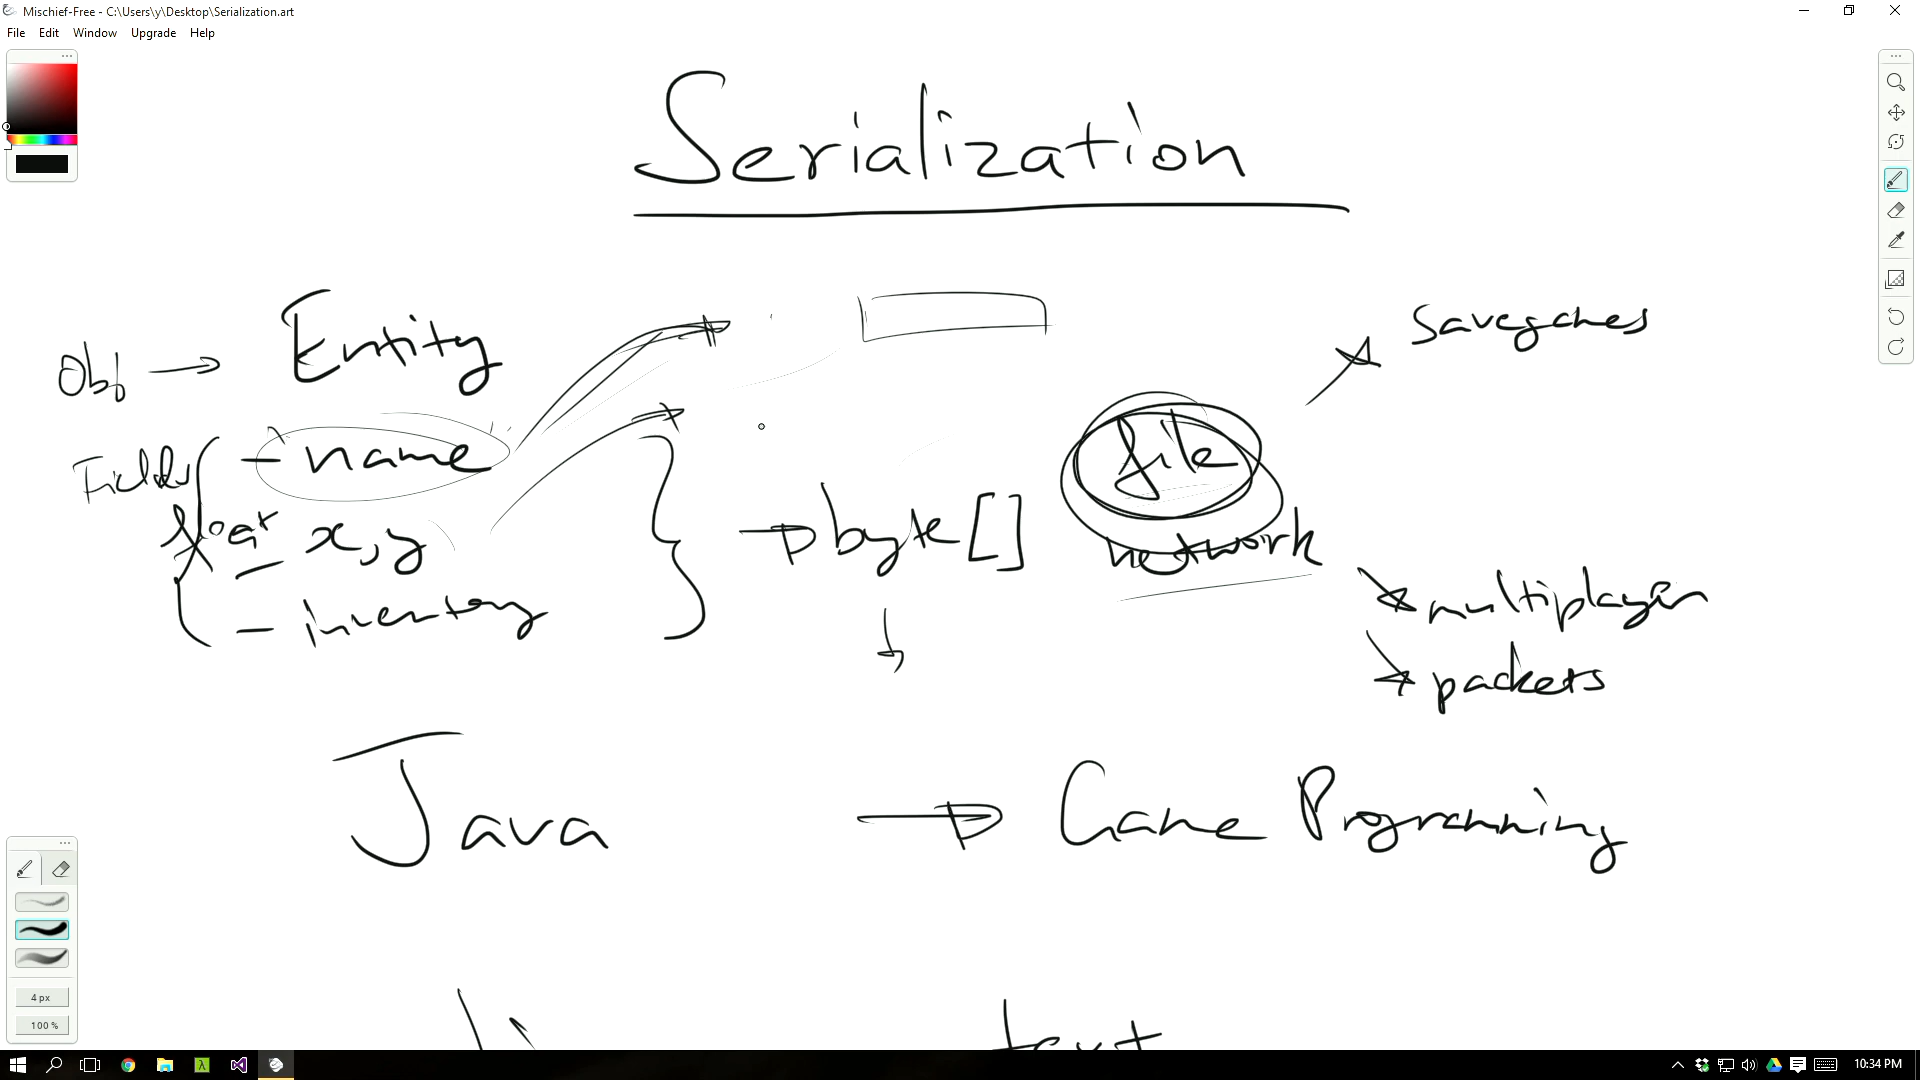 Mischief-Free - C:\Users\y\Desktop\Serialization.art
File Edit Window Upgrade Help
Serialization
Obj → Entity
Savegames
Fields - name
file
float x, y
→ byte[]
network
- inventory
multiplayer
packets
Java → Game Programming
text
4 px
100 %
10:34 PM